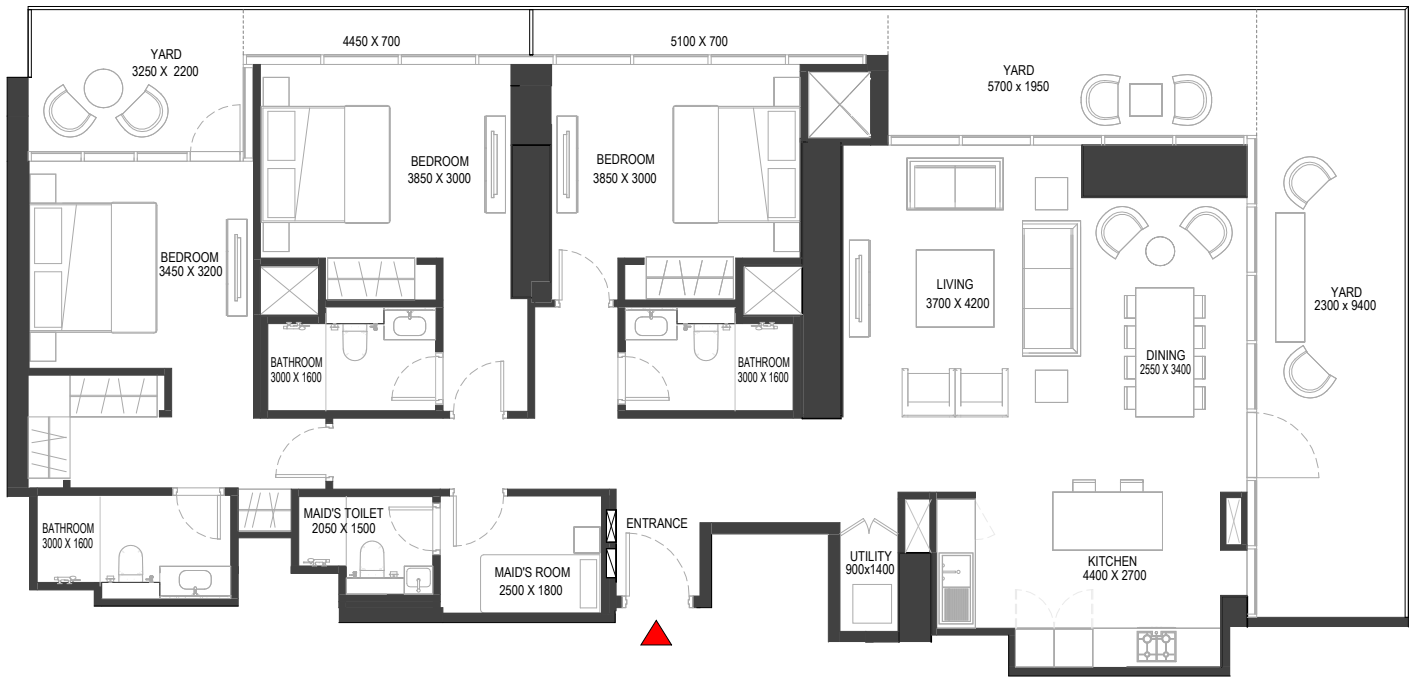 4450 X 700
5100 X 700
YARD
3250 X 2200
YARD
5700 x 1950
BEDROOM
3850 X 3000
BEDROOM
3850 X 3000
BEDROOM
3450 X 3200
LIVING
3700 X 4200
YARD
2300 x 9400
BATHROOM
3000 X 1600
BATHROOM
3000 X 1600
DINING
2550 X 3400
MAID'S TOILET
2050 X 1500
BATHROOM
3000 X 1600
ENTRANCE
UTILITY
900x1400
KITCHEN
4400 X 2700
MAID'S ROOM
2500 X 1800